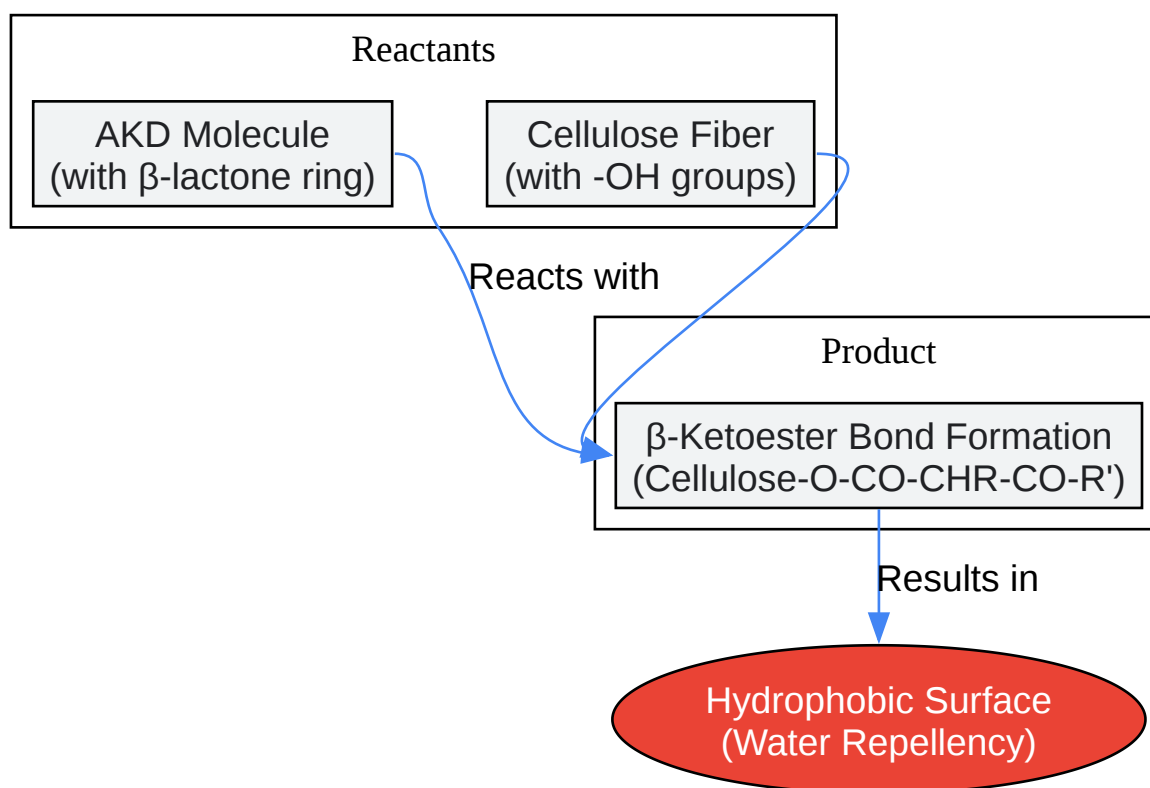 Reactants
AKD Molecule
(with β-lactone ring)
Cellulose Fiber
(with -OH groups)
Reacts with
Product
β-Ketoester Bond Formation
(Cellulose-O-CO-CHR-CO-R')
Results in
Hydrophobic Surface
(Water Repellency)